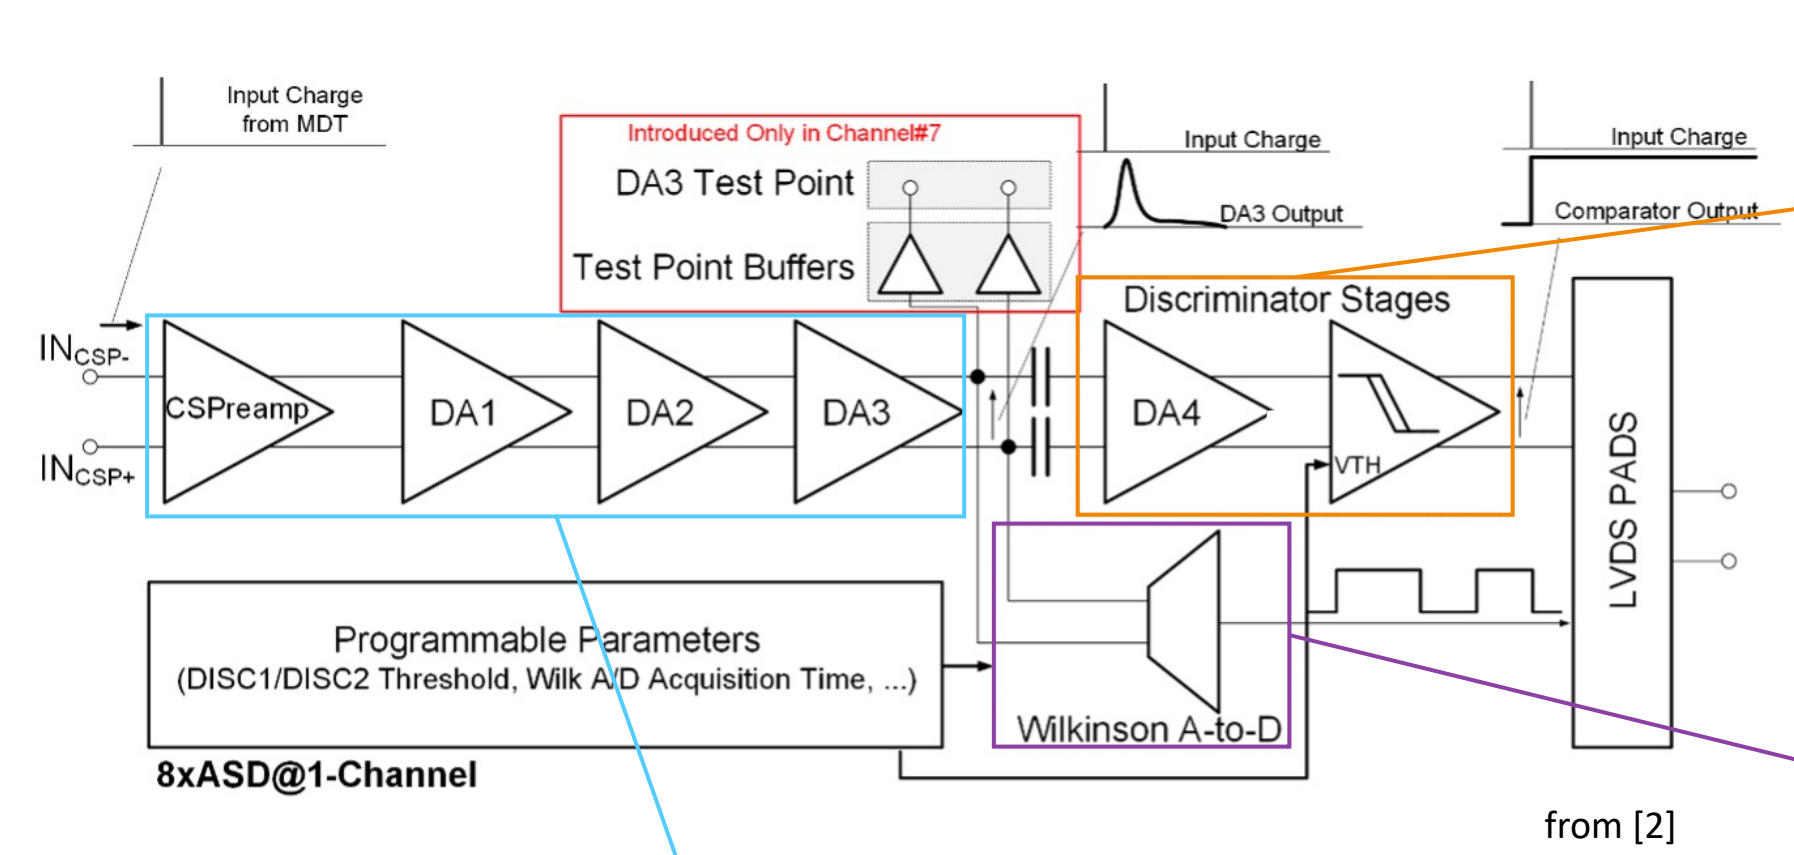 Input Charge
from MDT
Introduced Only in Channel#7
DA3 Test Point
Test Point Buffers
Input Charge
DA3 Output
Input Charge
Comparator Output
Discriminator Stages
INCSP-
INCSP+
CSPreamp
DA1
DA2
DA3
DA4
VTH
LVDS PADS
Programmable Parameters
(DISC1/DISC2 Threshold, Wilk A/D Acquisition Time, ...)
Wilkinson A-to-D
8xASD@1-Channel
from [2]